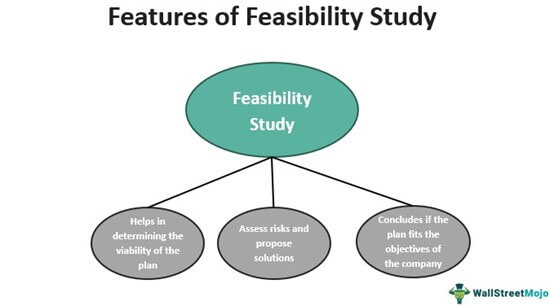 Features of Feasibility Study
Feasibility
Study
Helps in
determining the
viability of the
plan
Assess risks and
propose
solutions
Concludes if the
plan fits the
objectives of
the company
WallStreetMojo